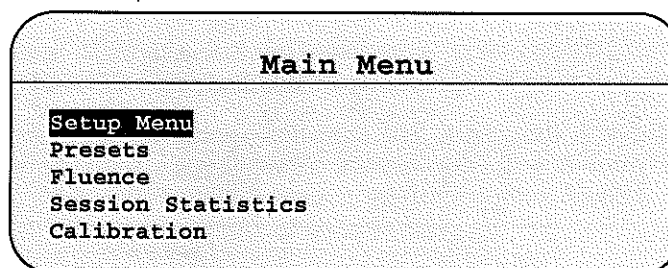 Main Menu
Setup Menu
Presets
Fluence
Session Statistics
Calibration